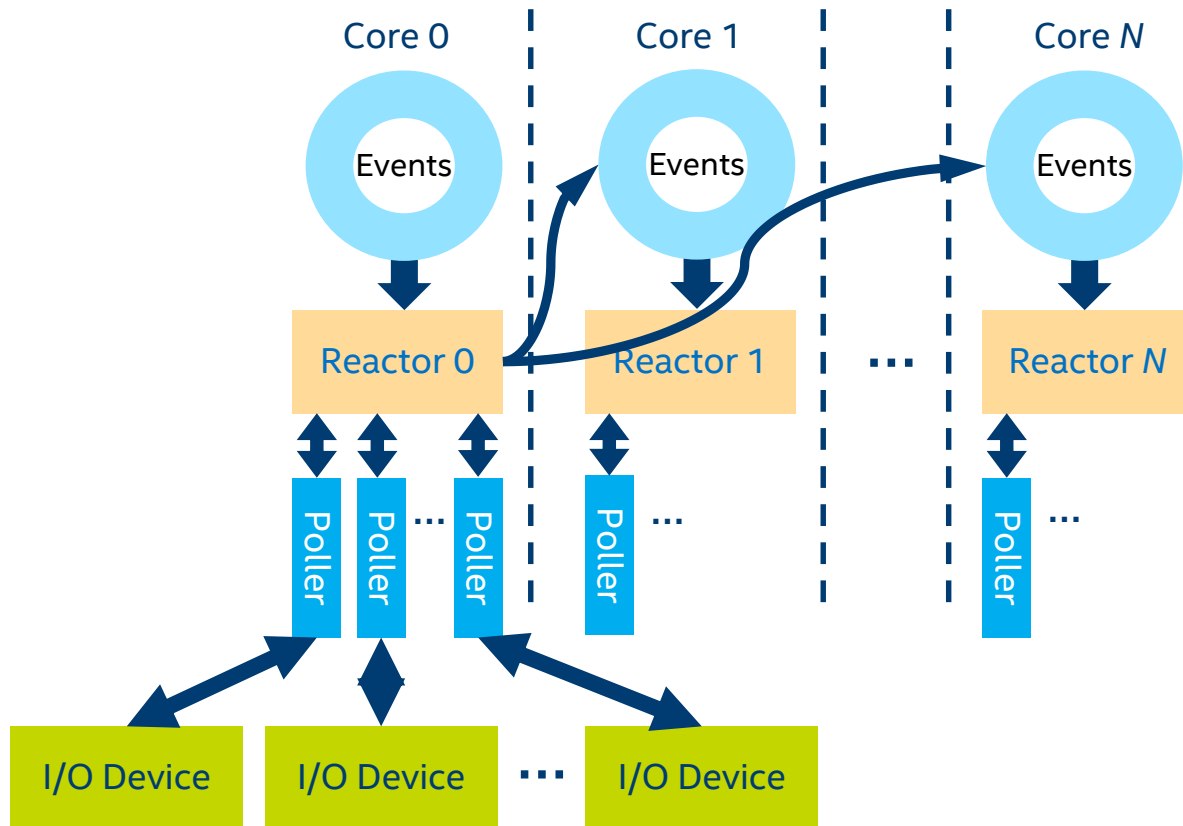 Core 0
Core 1
Core N
Events
Events
Events
Reactor 0
Reactor 1
...
Reactor N
Poller
Poller
...
Poller
Poller
...
Poller
...
I/O Device
I/O Device
...
I/O Device